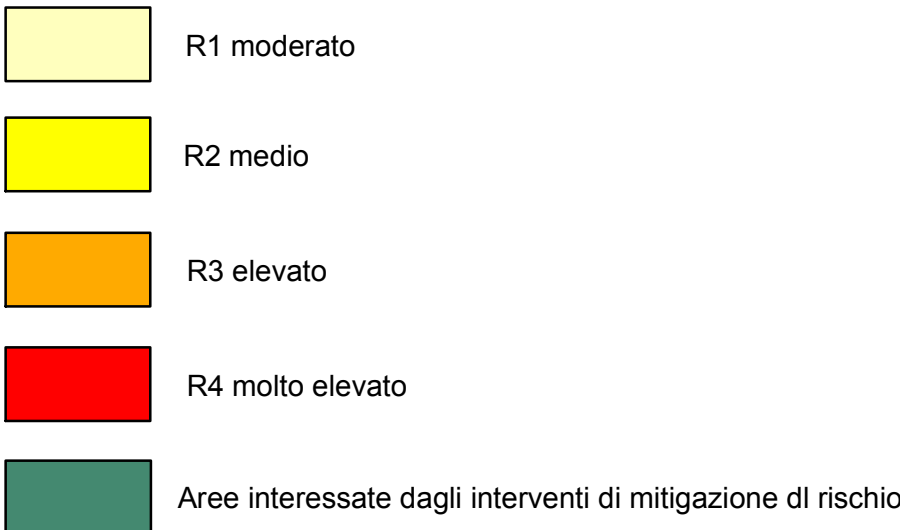 R1 moderato
R2 medio
R3 elevato
R4 molto elevato
Aree interessate dagli interventi di mitigazione dl rischio